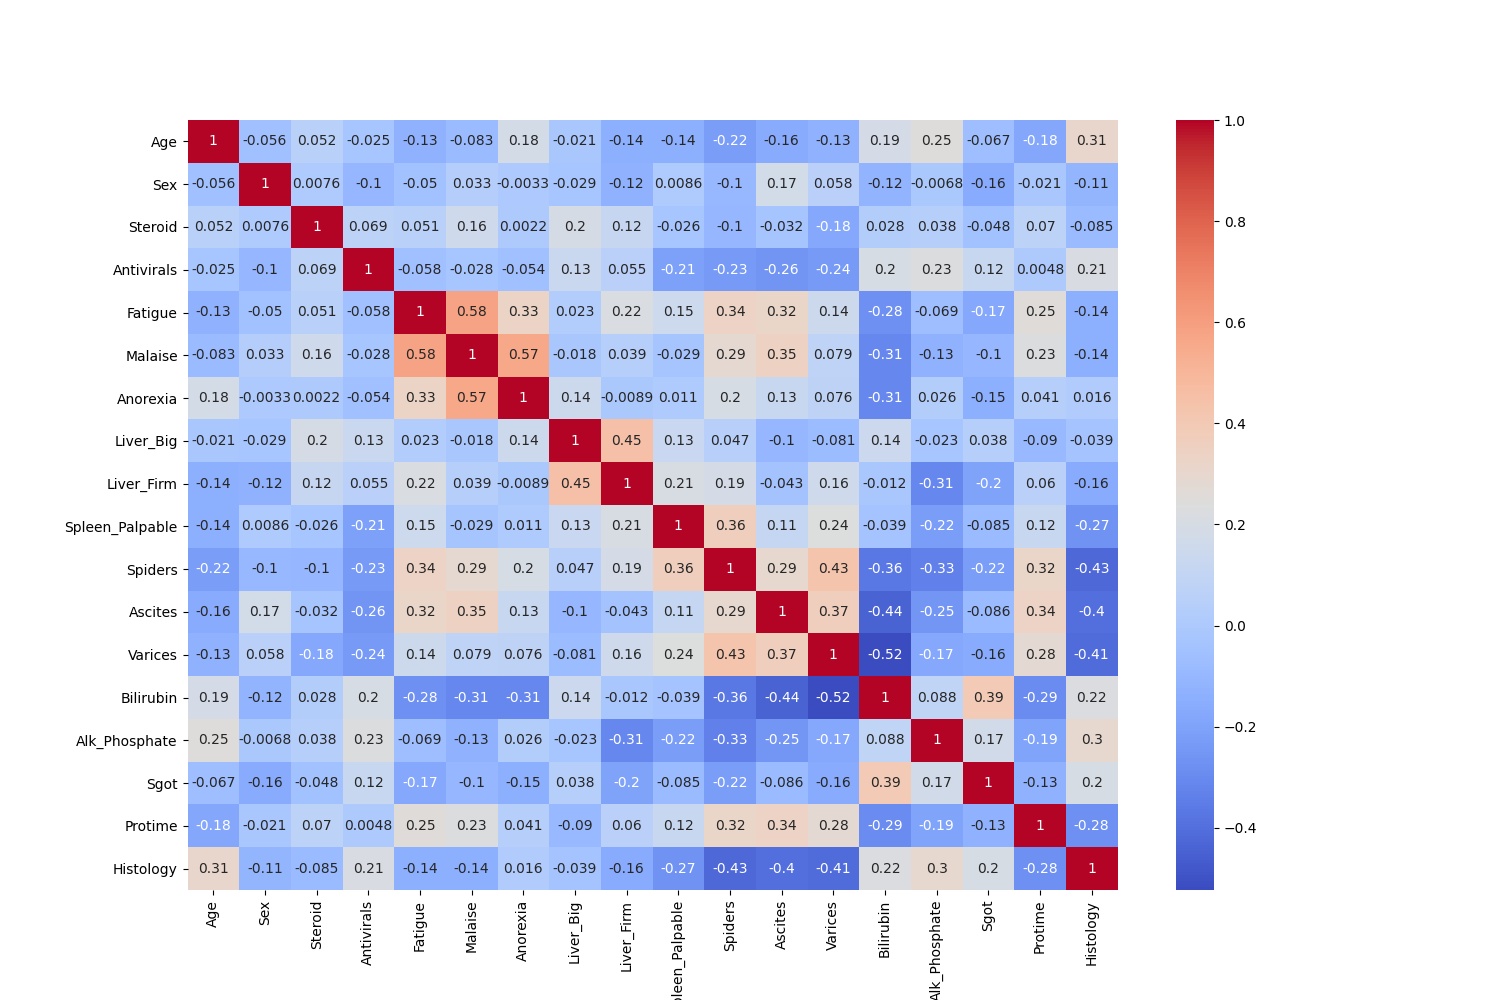 Age 1 -0.056 0.052 -0.025 -0.13 -0.083 0.18 -0.021 -0.14 -0.14 -0.22 -0.16 -0.13 0.19 0.25 -0.067 -0.18 0.31
Sex -0.056 1 0.0076 -0.1 -0.05 0.033 -0.0033 -0.029 -0.12 0.0086 -0.1 0.17 0.058 -0.12 -0.0068 -0.16 -0.021 -0.11
Steroid 0.052 0.0076 1 0.069 0.051 0.16 0.0022 0.2 0.12 -0.026 -0.1 -0.032 -0.18 0.028 0.038 -0.048 0.07 -0.085
Antivirals -0.025 -0.1 0.069 1 -0.058 -0.028 -0.054 0.13 0.055 -0.21 -0.23 -0.26 -0.24 0.2 0.23 0.12 0.0048 0.21
Fatigue -0.13 -0.05 0.051 -0.058 1 0.58 0.33 0.023 0.22 0.15 0.34 0.32 0.14 -0.28 -0.069 -0.17 0.25 -0.14
Malaise -0.083 0.033 0.16 -0.028 0.58 1 0.57 -0.018 0.039 -0.029 0.29 0.35 0.079 -0.31 -0.13 -0.1 0.23 -0.14
Anorexia 0.18 -0.0033 0.0022 -0.054 0.33 0.57 1 0.14 -0.0089 0.011 0.2 0.13 0.076 -0.31 0.026 -0.15 0.041 0.016
Liver_Big -0.021 -0.029 0.2 0.13 0.023 -0.018 0.14 1 0.45 0.13 0.047 -0.1 -0.081 0.14 -0.023 0.038 -0.09 -0.039
Liver_Firm -0.14 -0.12 0.12 0.055 0.22 0.039 -0.0089 0.45 1 0.21 0.19 -0.043 0.16 -0.012 -0.31 -0.2 0.06 -0.16
Spleen_Palpable -0.14 0.0086 -0.026 -0.21 0.15 -0.029 0.011 0.13 0.21 1 0.36 0.11 0.24 -0.039 -0.22 -0.085 0.12 -0.27
Spiders -0.22 -0.1 -0.1 -0.23 0.34 0.29 0.2 0.047 0.19 0.36 1 0.29 0.43 -0.36 -0.33 -0.22 0.32 -0.43
Ascites -0.16 0.17 -0.032 -0.26 0.32 0.35 0.13 -0.1 -0.043 0.11 0.29 1 0.37 -0.44 -0.25 -0.086 0.34 -0.4
Varices -0.13 0.058 -0.18 -0.24 0.14 0.079 0.076 -0.081 0.16 0.24 0.43 0.37 1 -0.52 -0.17 -0.16 0.28 -0.41
Bilirubin 0.19 -0.12 0.028 0.2 -0.28 -0.31 -0.31 0.14 -0.012 -0.039 -0.36 -0.44 -0.52 1 0.088 0.39 -0.29 0.22
Alk_Phosphate 0.25 -0.0068 0.038 0.23 -0.069 -0.13 0.026 -0.023 -0.31 -0.22 -0.33 -0.25 -0.17 0.088 1 0.17 -0.19 0.3
Sgot -0.067 -0.16 -0.048 0.12 -0.17 -0.1 -0.15 0.038 -0.2 -0.085 -0.22 -0.086 -0.16 0.39 0.17 1 -0.13 0.2
Protime -0.18 -0.021 0.07 0.0048 0.25 0.23 0.041 -0.09 0.06 0.12 0.32 0.34 0.28 -0.29 -0.19 -0.13 1 -0.28
Histology 0.31 -0.11 -0.085 0.21 -0.14 -0.14 0.016 -0.039 -0.16 -0.27 -0.43 -0.4 -0.41 0.22 0.3 0.2 -0.28 1
Age Sex Steroid Antivirals Fatigue Malaise Anorexia Liver_Big Liver_Firm pleen_Palpable Spiders Ascites Varices Bilirubin Alk_Phosphate Sgot Protime Histology
1.0
0.8
0.6
0.4
0.2
0.0
−0.2
−0.4